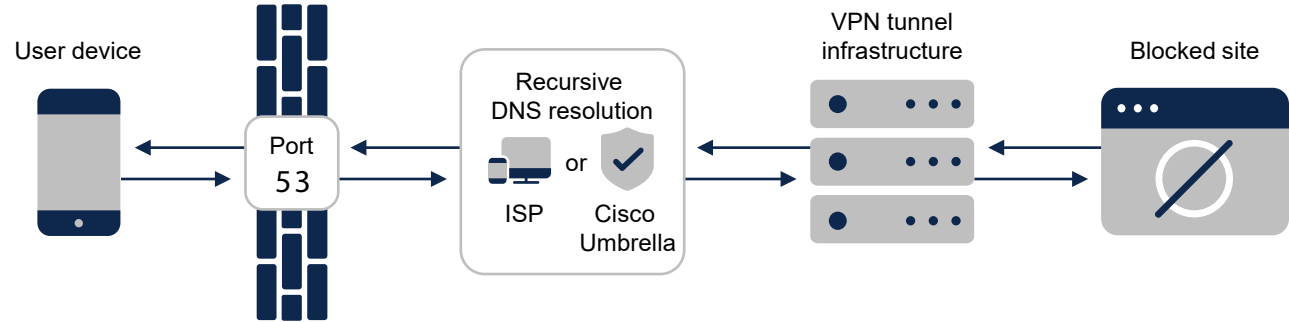 User device
Port
53
Recursive
DNS resolution
or
ISP
Cisco
Umbrella
VPN tunnel
infrastructure
Blocked site